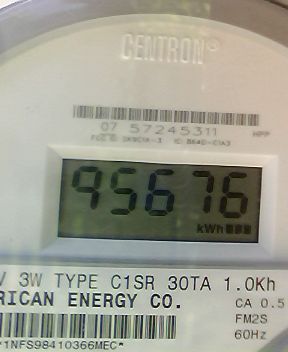 CENTRON®
07 57245311
HPP
95676
kWh
V 3W TYPE C1SR 30TA 1.0Kh
RICAN ENERGY CO.
CA 0.5
FM2S
60Hz
*1NFS98410366MEC*